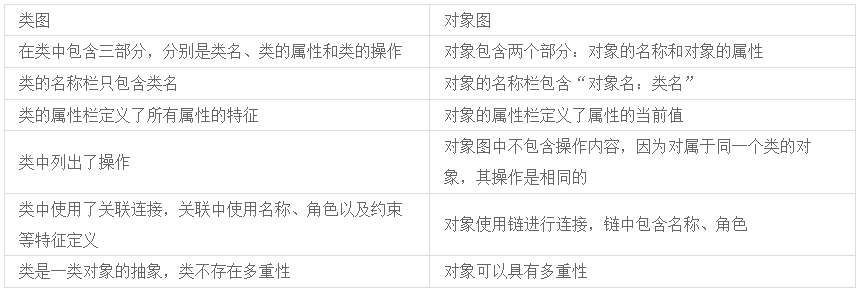 类图
对象图
在类中包含三部分，分别是类名、类的属性和类的操作
对象包含两个部分：对象的名称和对象的属性
类的名称栏只包含类名
对象的名称栏包含“对象名：类名”
类的属性栏定义了所有属性的特征
对象的属性栏定义了属性的当前值
类中列出了操作
对象图中不包含操作内容，因为对属于同一个类的对
象，其操作是相同的
类中使用了关联连接，关联中使用名称、角色以及约束
等特征定义
对象使用链进行连接，链中包含名称、角色
类是一类对象的抽象，类不存在多重性
对象可以具有多重性